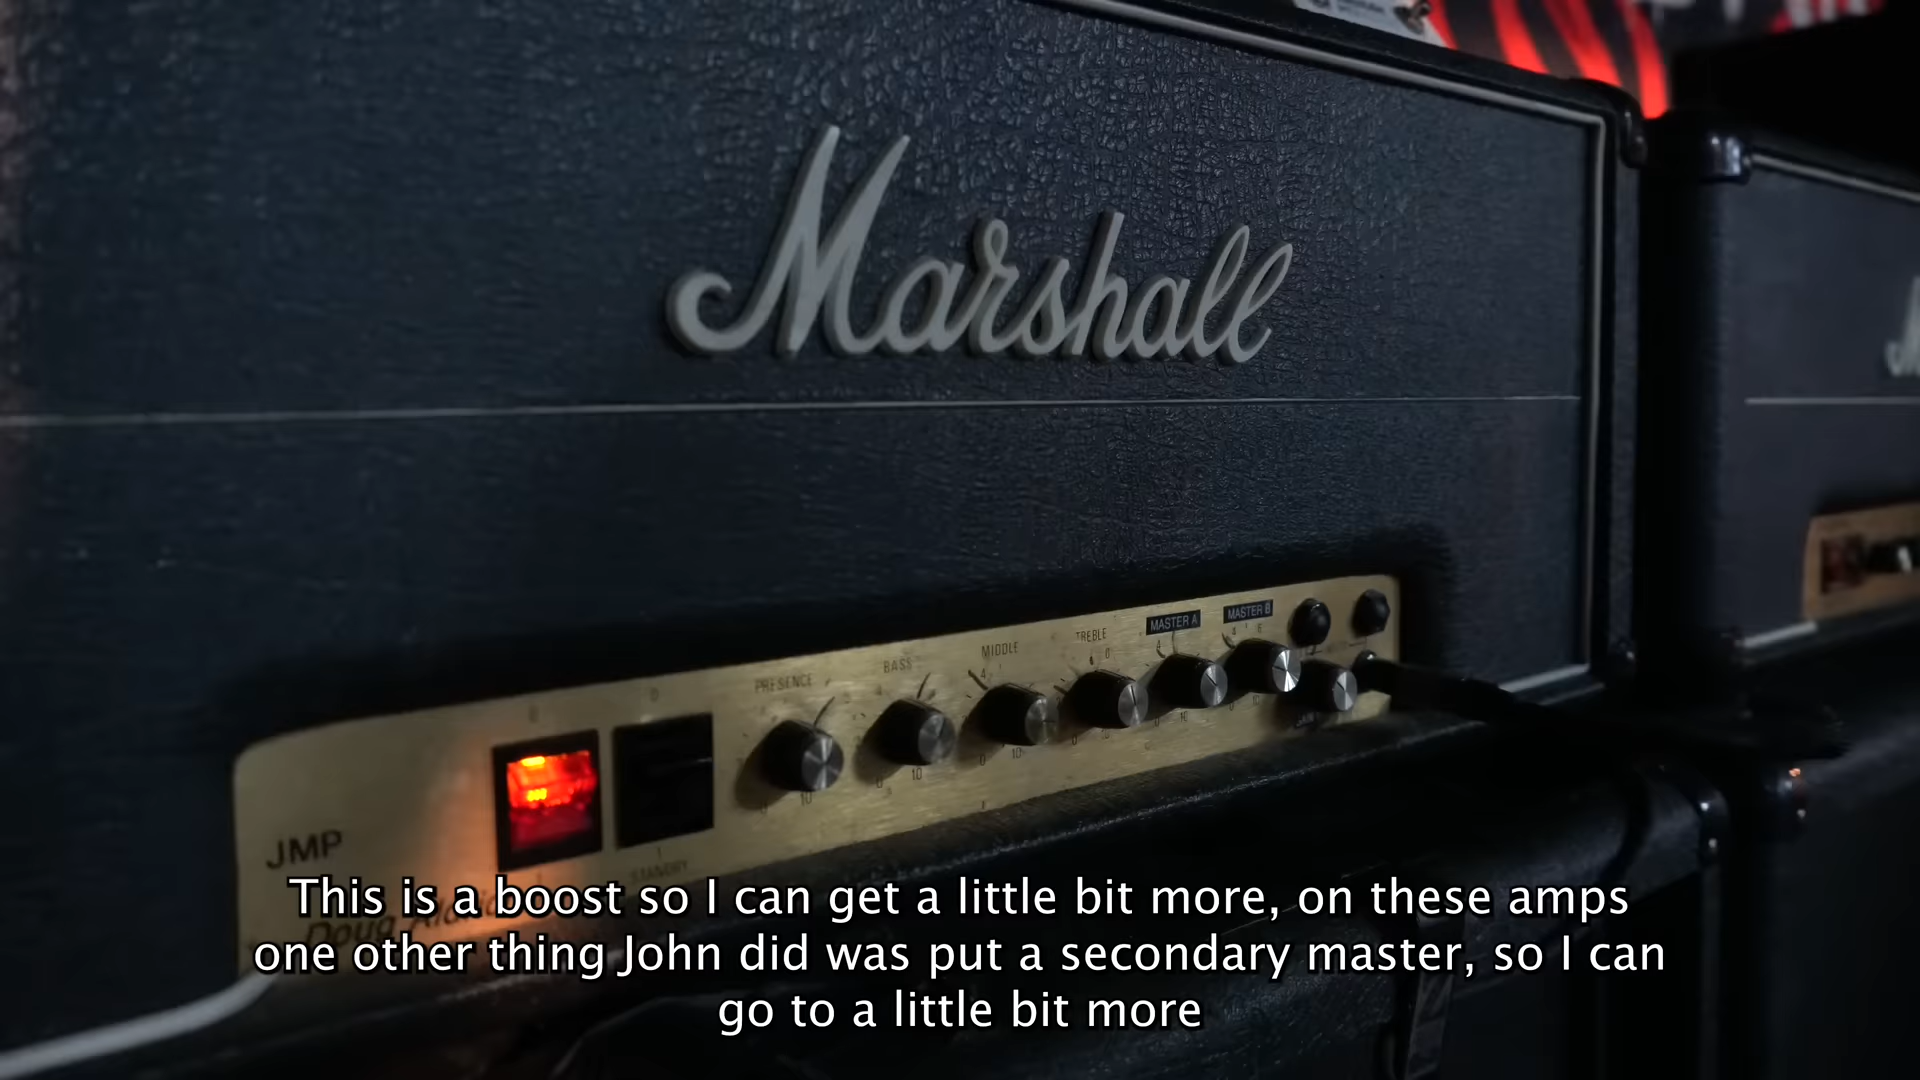 Marshall
PRESENCE
BASS
MIDDLE
TREBLE
MASTER A
MASTER B
JMP
STANDBY
This is a boost so I can get a little bit more, on these amps
one other thing John did was put a secondary master, so I can
go to a little bit more